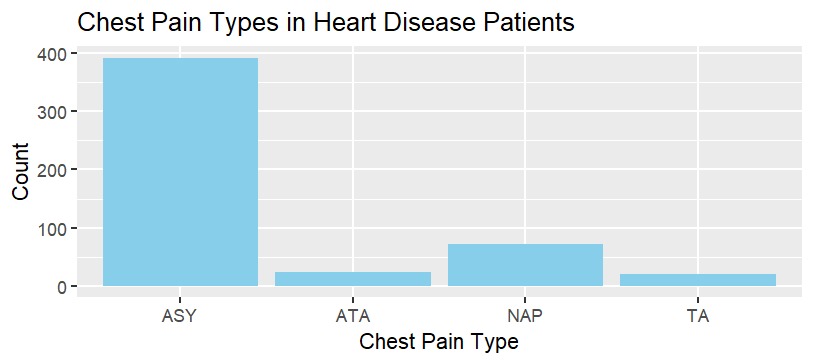 Chest Pain Types in Heart Disease Patients
400
300
200
100
0
Count
ASY ATA NAP TA
Chest Pain Type